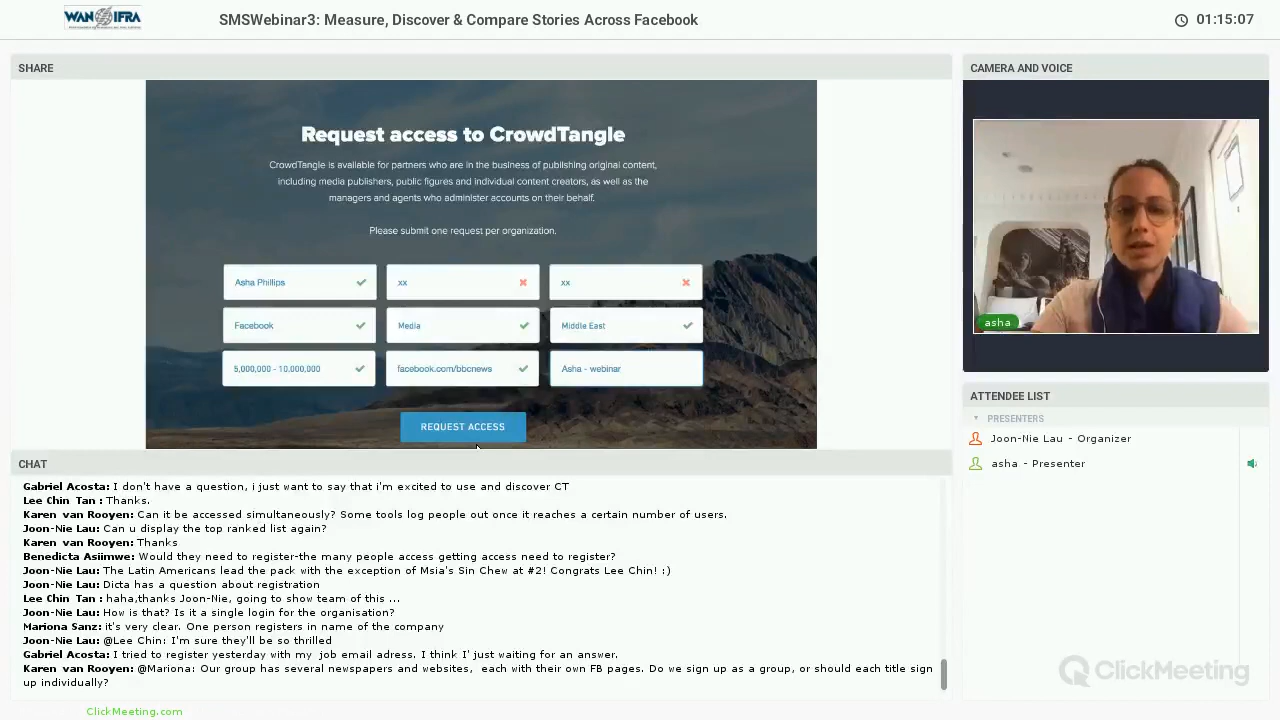 WAN IFRA
SMSWebinar3: Measure, Discover & Compare Stories Across Facebook
01:15:07
SHARE
Request access to CrowdTangle
CrowdTangle is available for partners who are in the business of publishing original content,
including media publishers, public figures and individual content creators, as well as the
managers and agents who administer accounts on their behalf.
Please submit one request per organization.
Asha Phillips
xx
xx
Facebook
Media
Middle East
5,000,000 - 10,000,000
facebook.com/bbcnews
Asha - webinar
REQUEST ACCESS
CAMERA AND VOICE
asha
ATTENDEE LIST
PRESENTERS
Joon-Nie Lau - Organizer
asha - Presenter
CHAT
Gabriel Acosta: I don't have a question, i just want to say that i'm excited to use and discover CT
Lee Chin Tan : Thanks.
Karen van Rooyen: Can it be accessed simultaneously? Some tools log people out once it reaches a certain number of users.
Joon-Nie Lau: Can u display the top ranked list again?
Karen van Rooyen: Thanks
Benedicta Asiimwe: Would they need to register-the many people access getting access need to register?
Joon-Nie Lau: The Latin Americans lead the pack with the exception of Msia's Sin Chew at #2! Congrats Lee Chin! :)
Joon-Nie Lau: Dicta has a question about registration
Lee Chin Tan : haha,thanks Joon-Nie, going to show team of this ...
Joon-Nie Lau: How is that? Is it a single login for the organisation?
Mariona Sanz: it's very clear. One person registers in name of the company
Joon-Nie Lau: @Lee Chin: I'm sure they'll be so thrilled
Gabriel Acosta: I tried to register yesterday with my job email adress. I think I' just waiting for an answer.
Karen van Rooyen: @Mariona: Our group has several newspapers and websites, each with their own FB pages. Do we sign up as a group, or should each title sign
up individually?
ClickMeeting
ClickMeeting.com